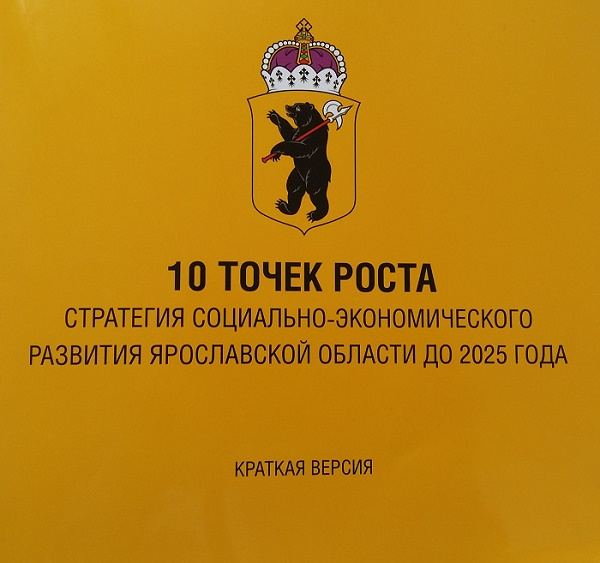 10 ТОЧЕК РОСТА
СТРАТЕГИЯ СОЦИАЛЬНО-ЭКОНОМИЧЕСКОГО
РАЗВИТИЯ ЯРОСЛАВСКОЙ ОБЛАСТИ ДО 2025 ГОДА
КРАТКАЯ ВЕРСИЯ